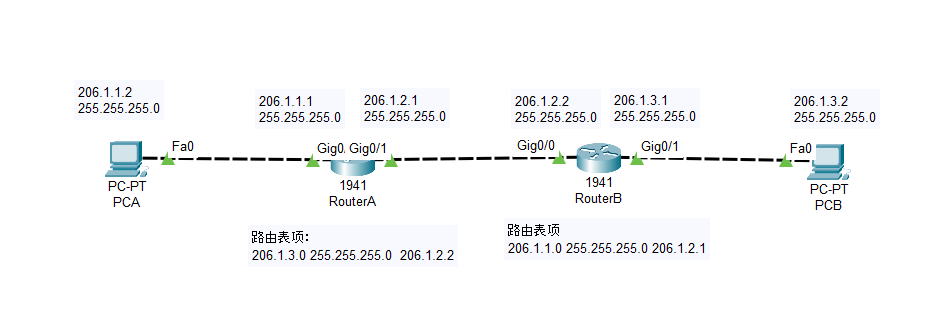 206.1.1.2
255.255.255.0
206.1.1.1
255.255.255.0
206.1.2.1
255.255.255.0
206.1.2.2
255.255.255.0
206.1.3.1
255.255.255.0
206.1.3.2
255.255.255.0
Fa0
Gig0/1
Gig0/0
Gig0/1
Fa0
PC-PT
PCA
1941
RouterA
1941
RouterB
PC-PT
PCB
路由表项:
206.1.3.0 255.255.255.0 206.1.2.2
路由表项
206.1.1.0 255.255.255.0 206.1.2.1